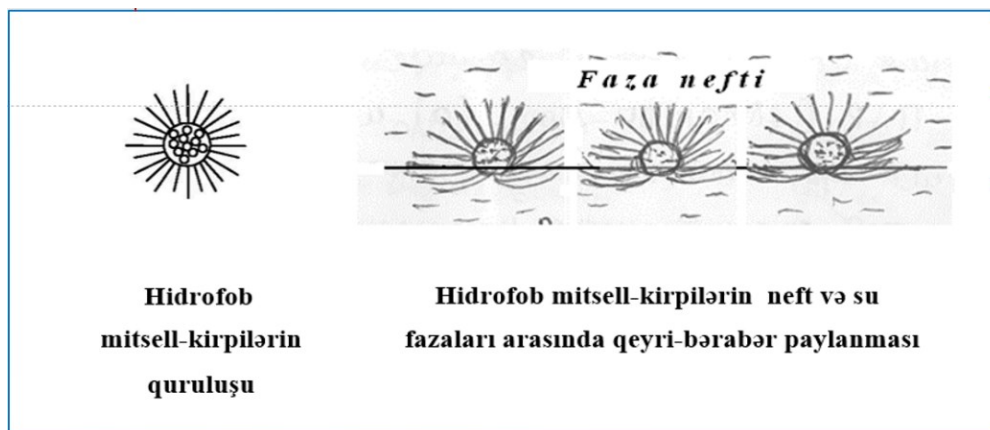 Faza nefti
Hidrofob
mitsell-kirpilərin
quruluşu
Hidrofob mitsell-kirpilərin neft və su
fazaları arasında qeyri-bərabər paylanması